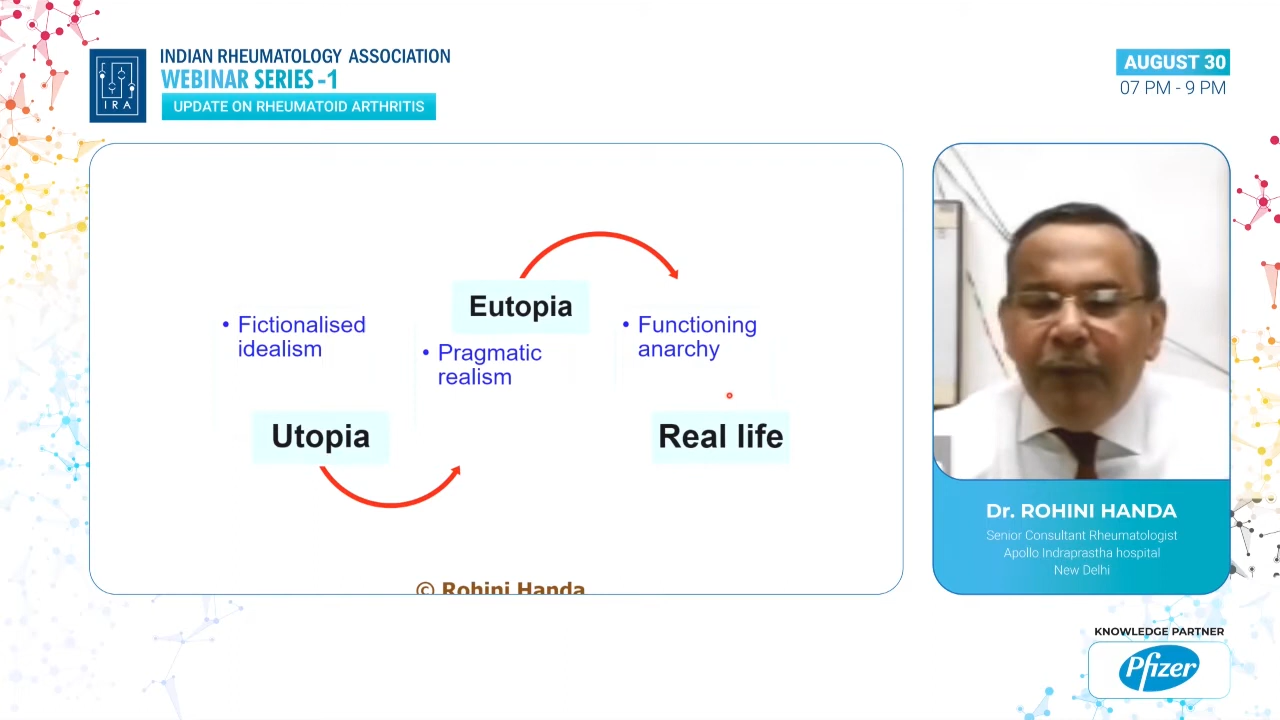 INDIAN RHEUMATOLOGY ASSOCIATION
WEBINAR SERIES -1
UPDATE ON RHEUMATOID ARTHRITIS
IRA
AUGUST 30
07 PM - 9 PM
Eutopia
• Fictionalised
idealism
• Pragmatic
realism
• Functioning
anarchy
Utopia
Real life
© Rohini Handa
Dr. ROHINI HANDA
Senior Consultant Rheumatologist
Apollo Indraprastha hospital
New Delhi
KNOWLEDGE PARTNER
Pfizer